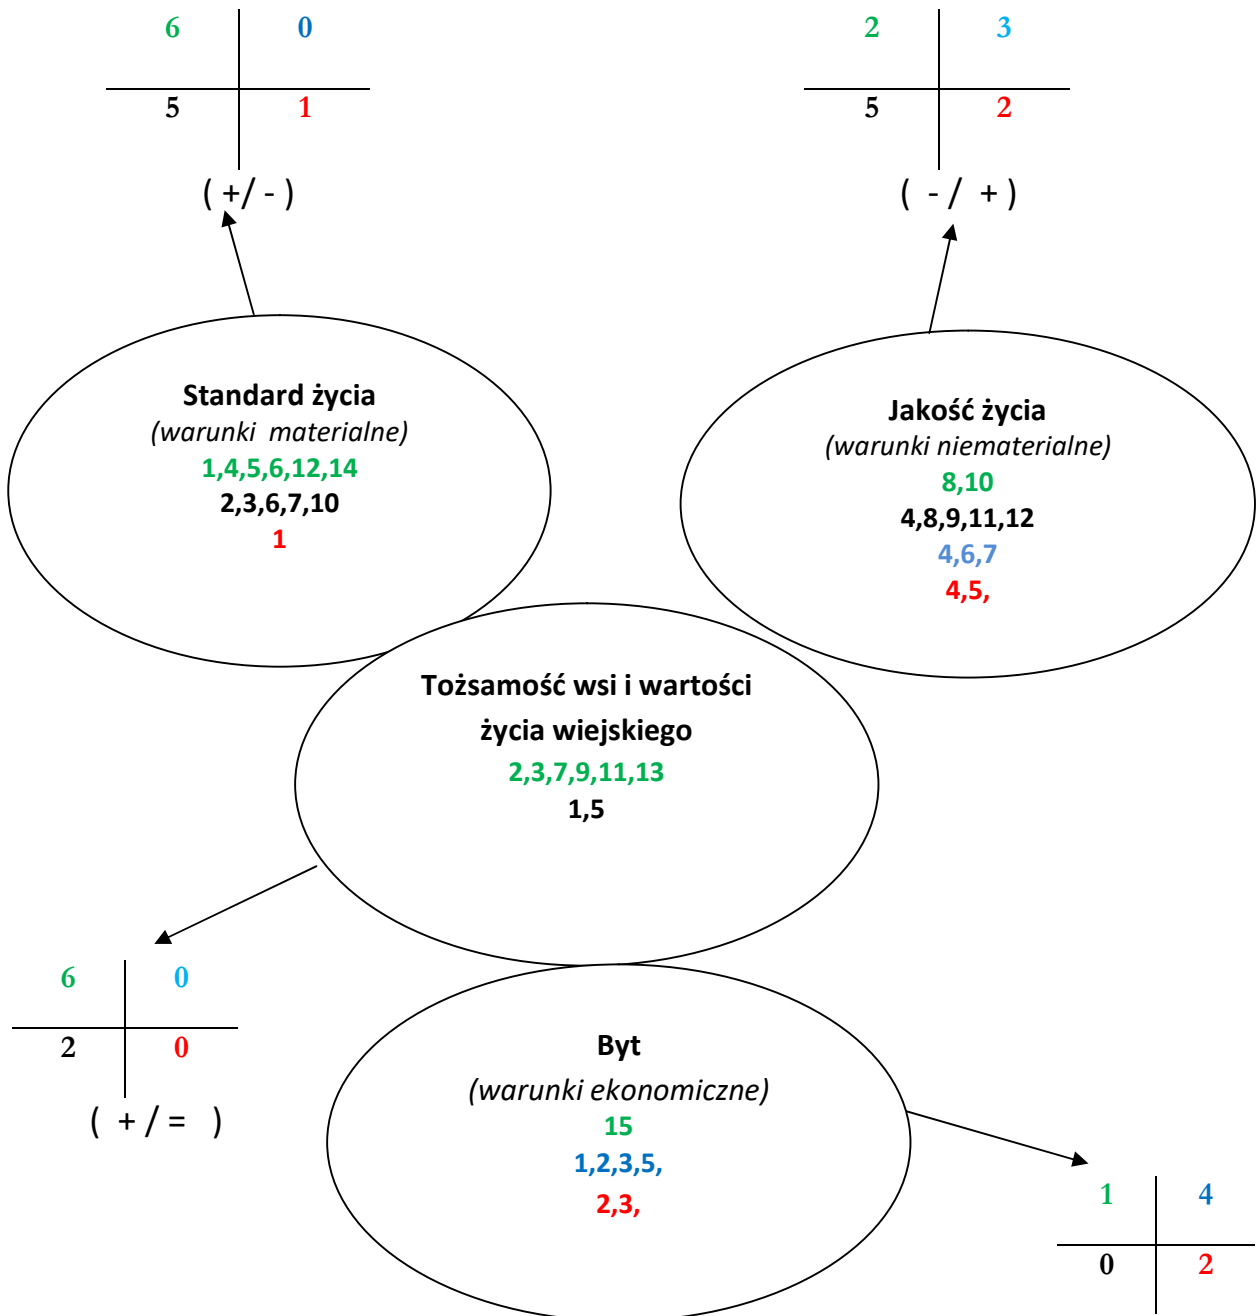 6 0
5 1
( +/ - )
2 3
5 2
( - / + )
Standard życia
(warunki materialne)
1,4,5,6,12,14
2,3,6,7,10
1
Jakość życia
(warunki niematerialne)
8,10
4,8,9,11,12
4,6,7
4,5,
Tożsamość wsi i wartości
życia wiejskiego
2,3,7,9,11,13
1,5
6 0
2 0
( + / = )
Byt
(warunki ekonomiczne)
15
1,2,3,5,
2,3,
1 4
0 2